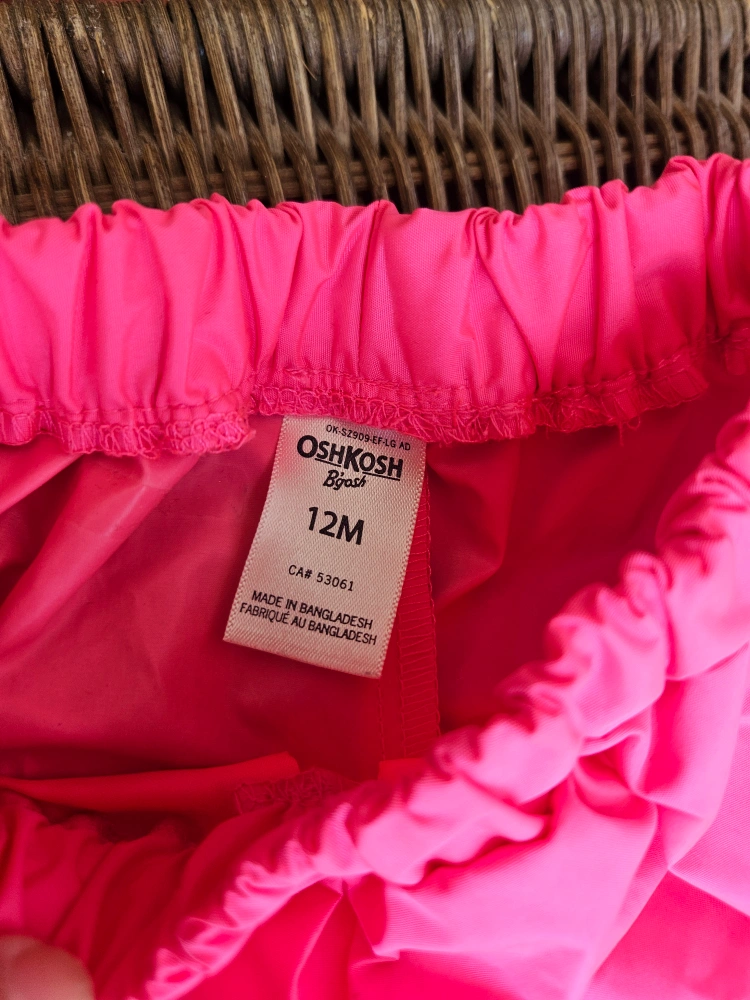 OK-SZ909-EF-LG AD
OSHKOSH
B'gosh
12M
CA# 53061
MADE IN BANGLADESH
FABRIQUÉ AU BANGLADESH